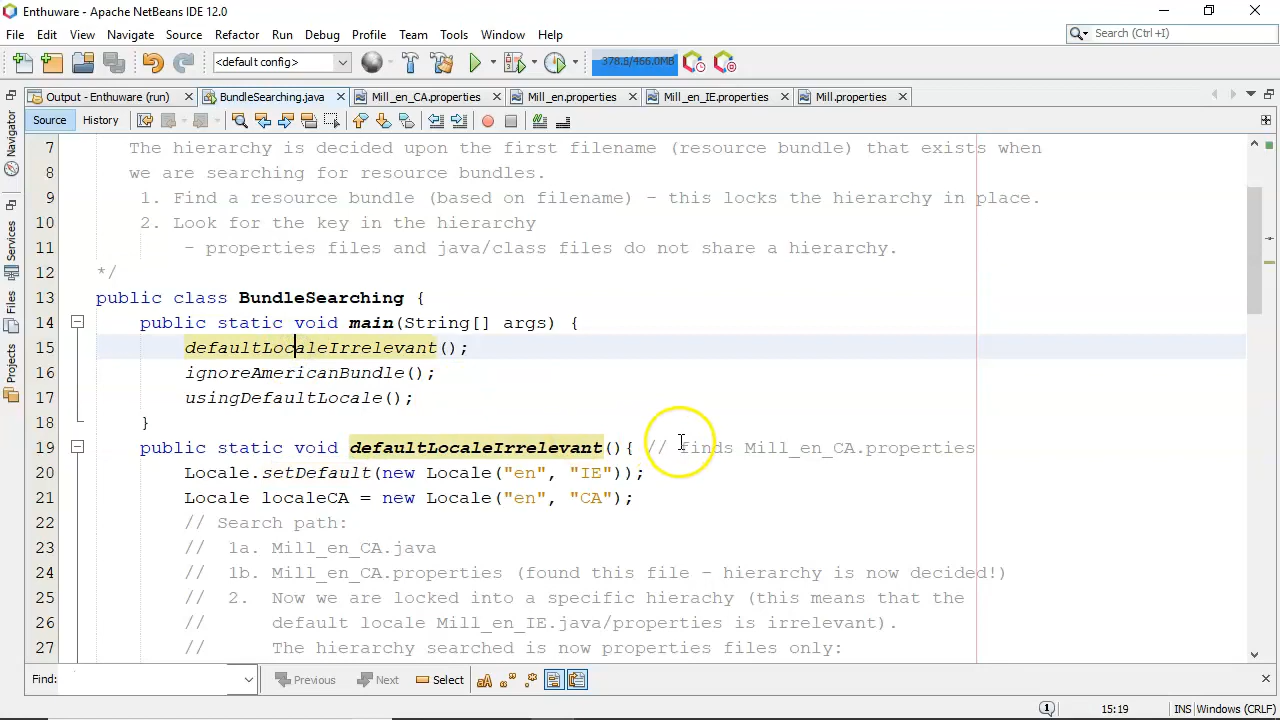 Enthuware - Apache NetBeans IDE 12.0
File Edit View Navigate Source Refactor Run Debug Profile Team Tools Window Help
Search (Ctrl+I)
<default config>
378.8/466.0MB
Output - Enthuware (run) BundleSearching.java Mill_en_CA.properties Mill_en.properties Mill_en_IE.properties Mill.properties
Source History
Navigator
Services
Files
Projects
7 The hierarchy is decided upon the first filename (resource bundle) that exists when
8 we are searching for resource bundles.
9 1. Find a resource bundle (based on filename) - this locks the hierarchy in place.
10 2. Look for the key in the hierarchy
11 - properties files and java/class files do not share a hierarchy.
12 */
13 public class BundleSearching {
14 public static void main(String[] args) {
15 defaultLocaleIrrelevant();
16 ignoreAmericanBundle();
17 usingDefaultLocale();
18 }
19 public static void defaultLocaleIrrelevant(){ // finds Mill_en_CA.properties
20 Locale.setDefault(new Locale("en", "IE"));
21 Locale localeCA = new Locale("en", "CA");
22 // Search path:
23 // 1a. Mill_en_CA.java
24 // 1b. Mill_en_CA.properties (found this file - hierarchy is now decided!)
25 // 2. Now we are locked into a specific hierachy (this means that the
26 // default locale Mill_en_IE.java/properties is irrelevant).
27 // The hierarchy searched is now properties files only:
Find: Previous Next Select
15:19 INS Windows (CRLF)